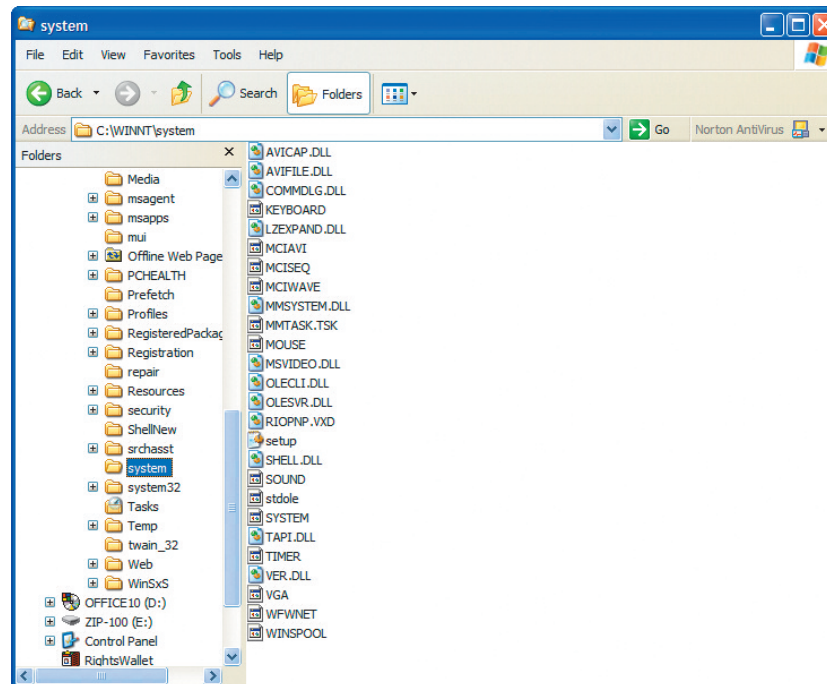 system
File Edit View Favorites Tools Help
Back Search Folders
Address C:\WINNT\system Go Norton AntiVirus
Folders
Media
msagent
msapps
mui
Offline Web Page
PCHEALTH
Prefetch
Profiles
RegisteredPackag
Registration
repair
Resources
security
ShellNew
srchasst
system
system32
Tasks
Temp
twain_32
Web
WinSxS
OFFICE10 (D:)
ZIP-100 (E:)
Control Panel
RightsWallet
AVICAP.DLL
AVIFILE.DLL
COMMDLG.DLL
KEYBOARD
LZEXPAND.DLL
MCIAVI
MCISEQ
MCIWAVE
MMSYSTEM.DLL
MMTASK.TSK
MOUSE
MSVIDEO.DLL
OLECLI.DLL
OLESVR.DLL
RIOPNP.VXD
setup
SHELL.DLL
SOUND
stdole
SYSTEM
TAPI.DLL
TIMER
VER.DLL
VGA
WFWNET
WINSPOOL